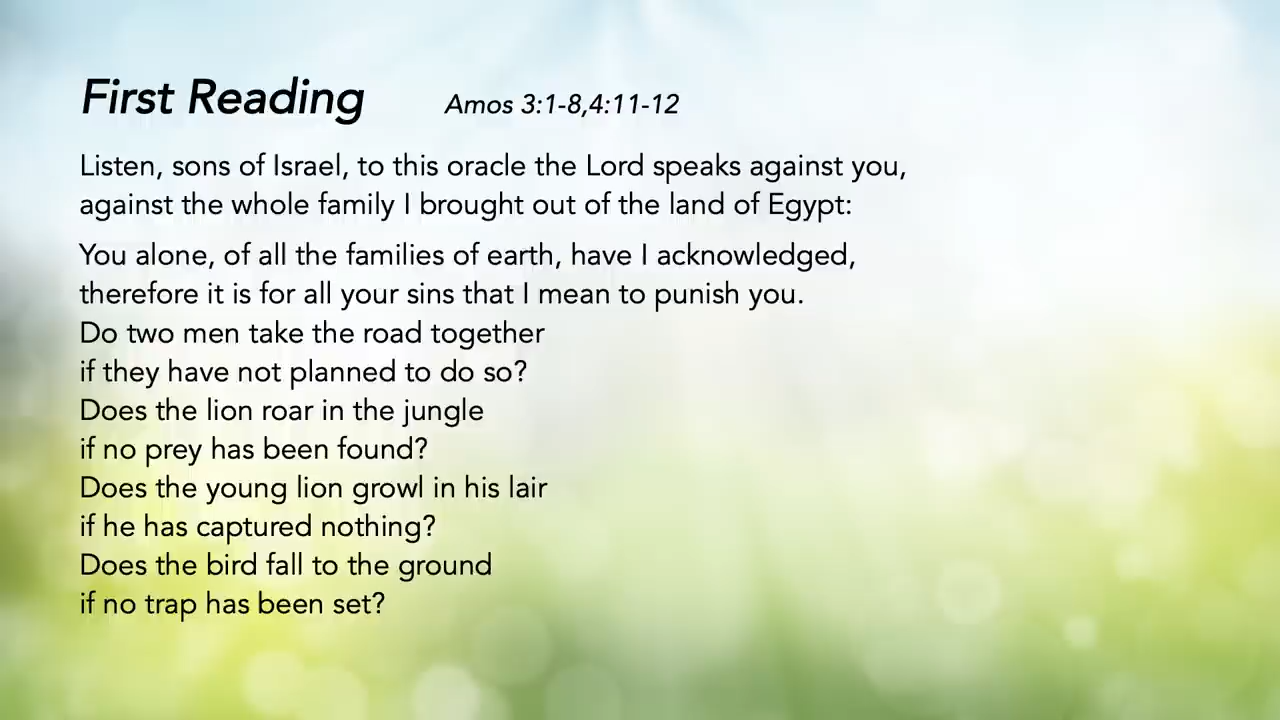 First Reading Amos 3:1-8,4:11-12
Listen, sons of Israel, to this oracle the Lord speaks against you,
against the whole family I brought out of the land of Egypt:
You alone, of all the families of earth, have I acknowledged,
therefore it is for all your sins that I mean to punish you.
Do two men take the road together
if they have not planned to do so?
Does the lion roar in the jungle
if no prey has been found?
Does the young lion growl in his lair
if he has captured nothing?
Does the bird fall to the ground
if no trap has been set?